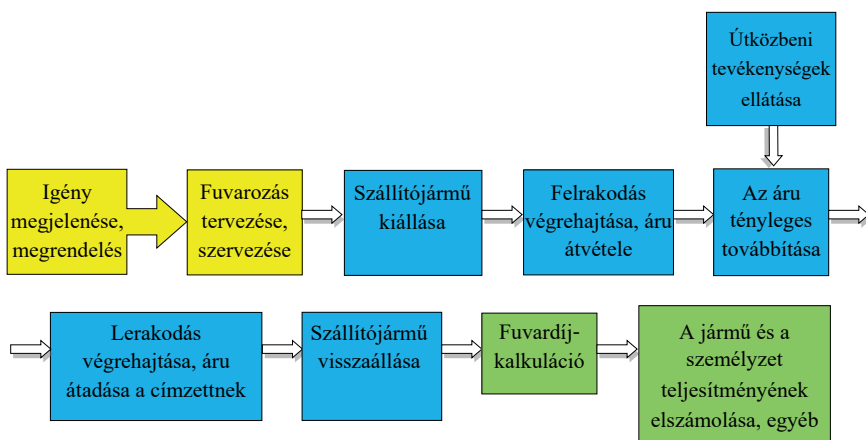 Útközbeni
tevékenységek
ellátása
Igény
megjelenése,
megrendelés
Fuvarozás
tervezése,
szervezése
Szállítójármű
kiállása
Felrakodás
végrehajtása, áru
átvétele
Az áru
tényleges
továbbítása
Lerakodás
végrehajtása, áru
átadása a címzettnek
Szállítójármű
visszaállása
Fuvardíj-
kalkuláció
A jármű és a
személyzet
teljesítményének
elszámolása, egyéb